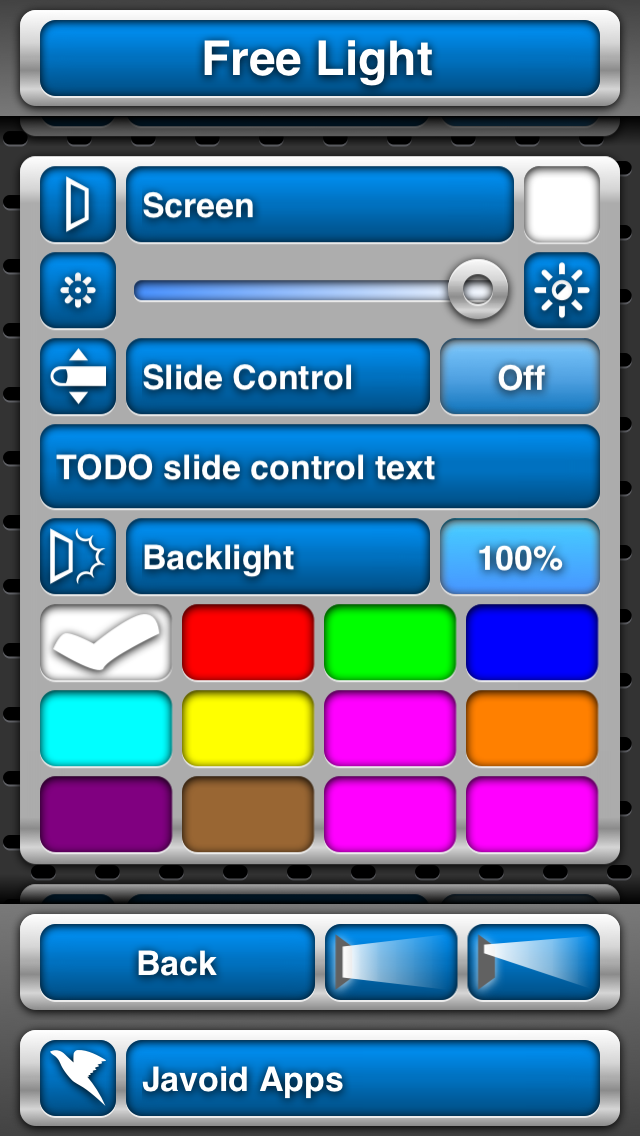 Free Light
Screen
Slide Control
Off
TODO slide control text
Backlight
100%
Back
Javoid Apps